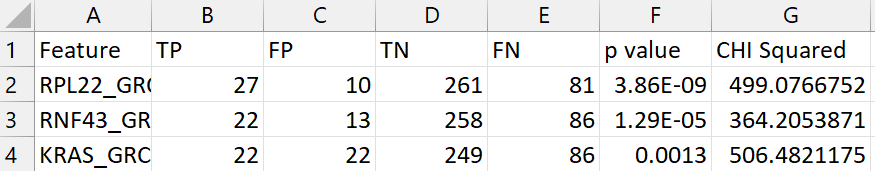 A B C D E F G
1 Feature TP FP TN FN p value CHI Squared
2 RPL22_GRC 27 10 261 81 3.86E-09 499.0766752
3 RNF43_GR 22 13 258 86 1.29E-05 364.2053871
4 KRAS_GRC 22 22 249 86 0.0013 506.4821175